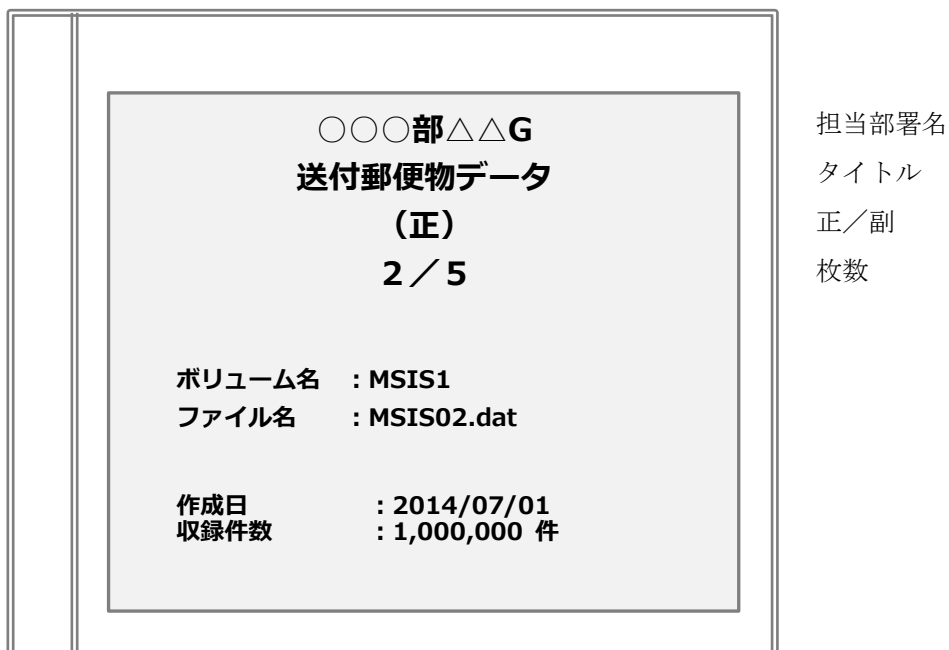 ○○○部△△G
送付郵便物データ
（正）
２／５
ボリューム名 ：MSIS1
ファイル名 ：MSIS02.dat
作成日 ：2014/07/01
収録件数 ：1,000,000 件
担当部署名
タイトル
正／副
枚数